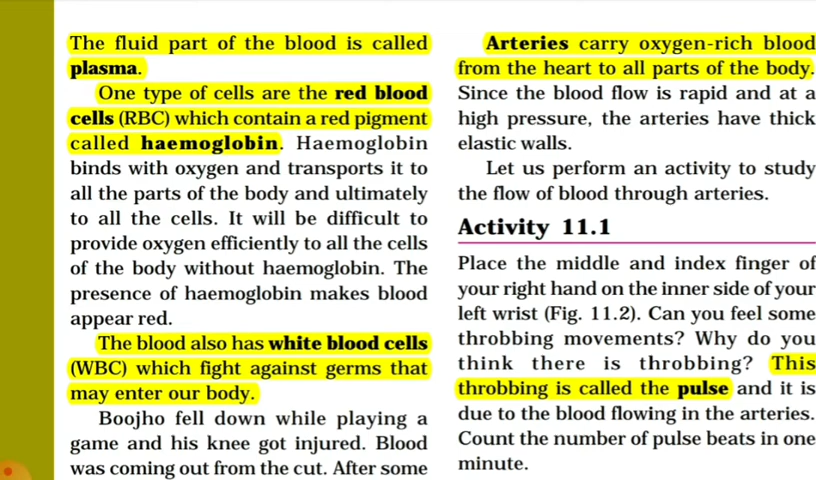 The fluid part of the blood is called
plasma.
One type of cells are the red blood
cells (RBC) which contain a red pigment
called haemoglobin. Haemoglobin
binds with oxygen and transports it to
all the parts of the body and ultimately
to all the cells. It will be difficult to
provide oxygen efficiently to all the cells
of the body without haemoglobin. The
presence of haemoglobin makes blood
appear red.
The blood also has white blood cells
(WBC) which fight against germs that
may enter our body.
Boojho fell down while playing a
game and his knee got injured. Blood
was coming out from the cut. After some
Arteries carry oxygen-rich blood
from the heart to all parts of the body.
Since the blood flow is rapid and at a
high pressure, the arteries have thick
elastic walls.
Let us perform an activity to study
the flow of blood through arteries.
Activity 11.1
Place the middle and index finger of
your right hand on the inner side of your
left wrist (Fig. 11.2). Can you feel some
throbbing movements? Why do you
think there is throbbing? This
throbbing is called the pulse and it is
due to the blood flowing in the arteries.
Count the number of pulse beats in one
minute.